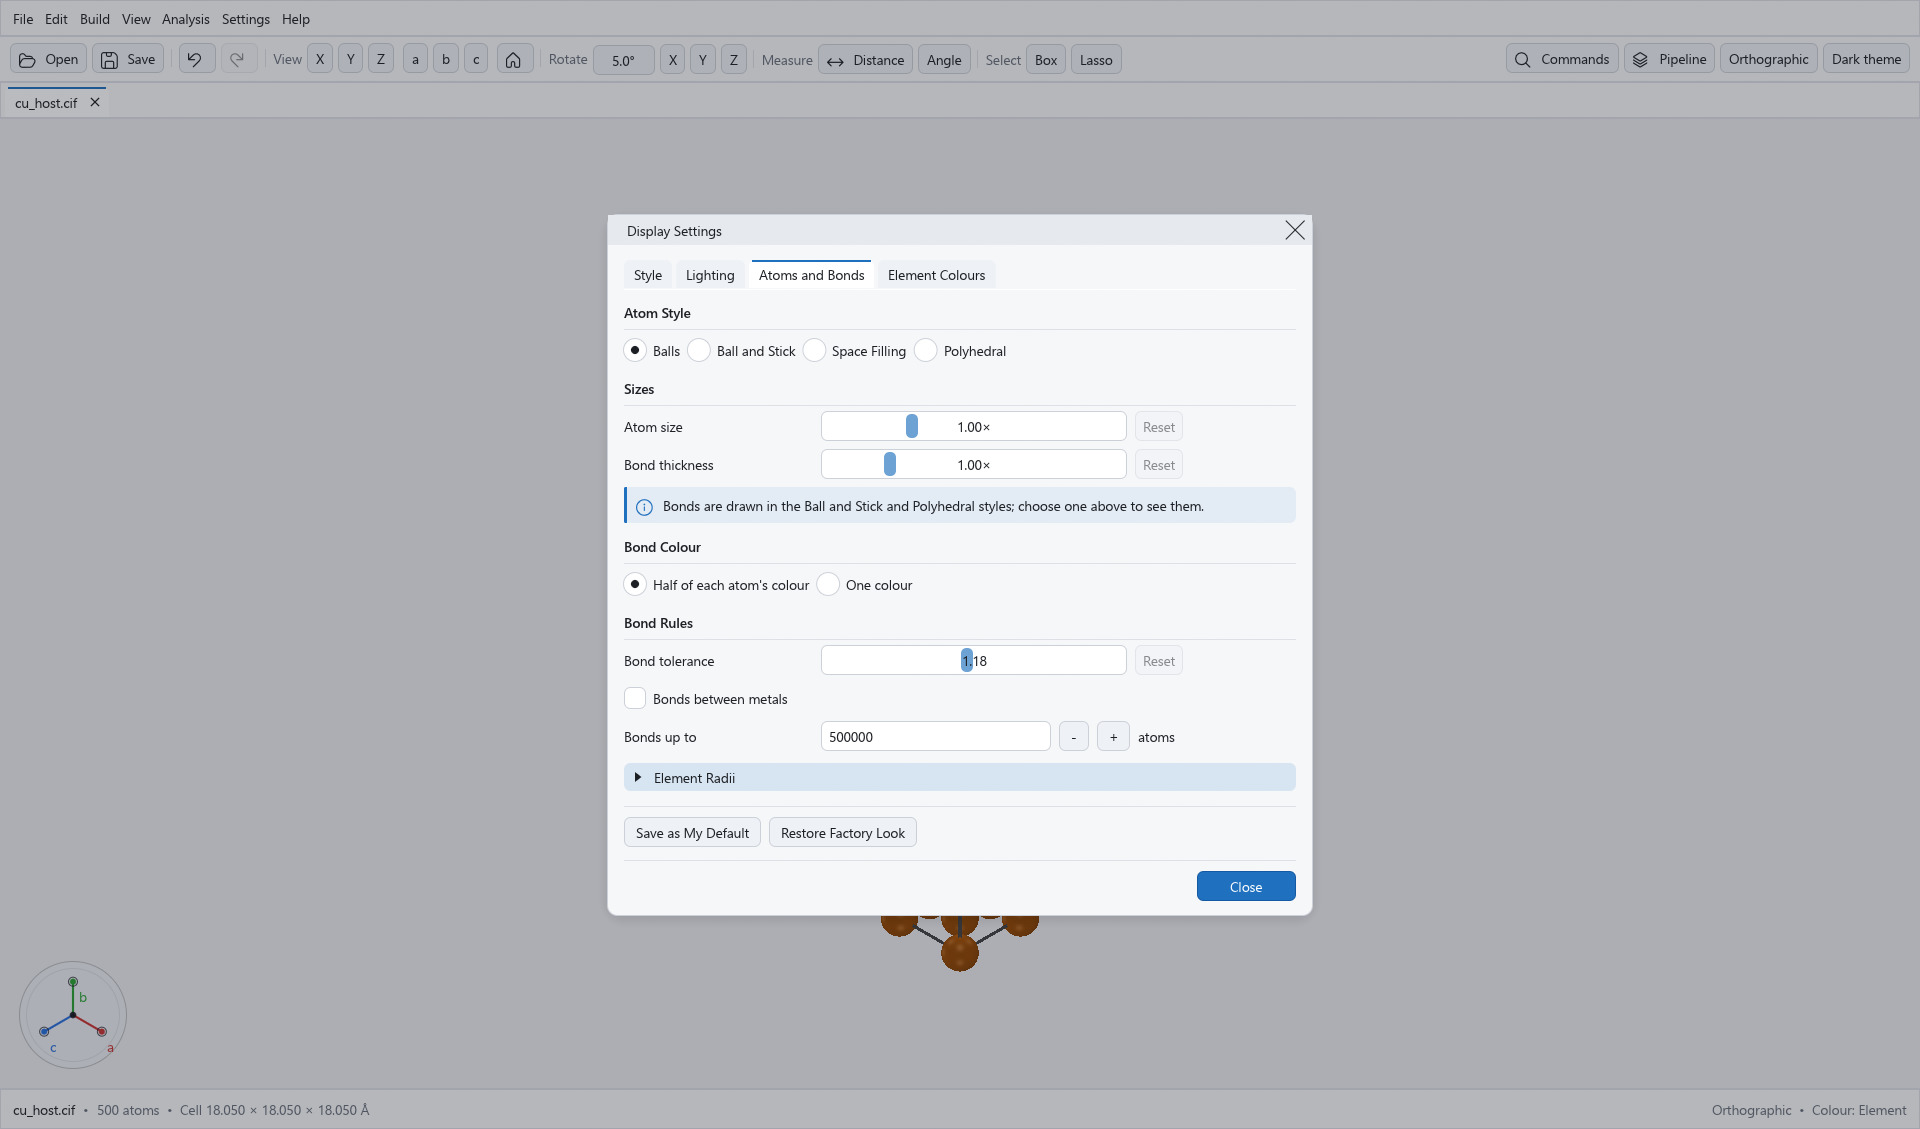 File Edit Build View Analysis Settings Help
Open Save View X Y Z a b c Rotate 5.0° X Y Z Measure Distance Angle Select Box Lasso Commands Pipeline Orthographic Dark theme
cu_host.cif
Display Settings
Style Lighting Atoms and Bonds Element Colours
Atom Style
Balls Ball and Stick Space Filling Polyhedral
Sizes
Atom size 1.00× Reset
Bond thickness 1.00× Reset
Bonds are drawn in the Ball and Stick and Polyhedral styles; choose one above to see them.
Bond Colour
Half of each atom's colour One colour
Bond Rules
Bond tolerance 1.18 Reset
Bonds between metals
Bonds up to 500000 - + atoms
Element Radii
Save as My Default Restore Factory Look
Close
b
c a
cu_host.cif • 500 atoms • Cell 18.050 × 18.050 × 18.050 Å Orthographic • Colour: Element